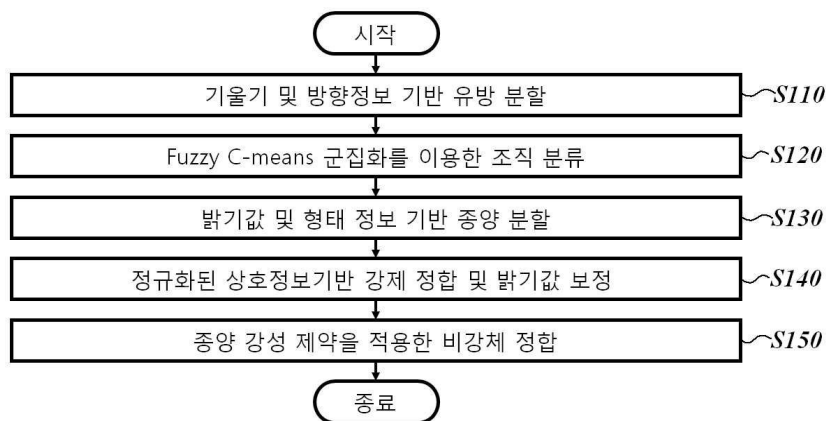 시작
기울기 및 방향정보 기반 유방 분할
S110
Fuzzy C-means 군집화를 이용한 조직 분류
S120
밝기값 및 형태 정보 기반 종양 분할
S130
정규화된 상호정보기반 강제 정합 및 밝기값 보정
S140
종양 강성 제약을 적용한 비강체 정합
S150
종료